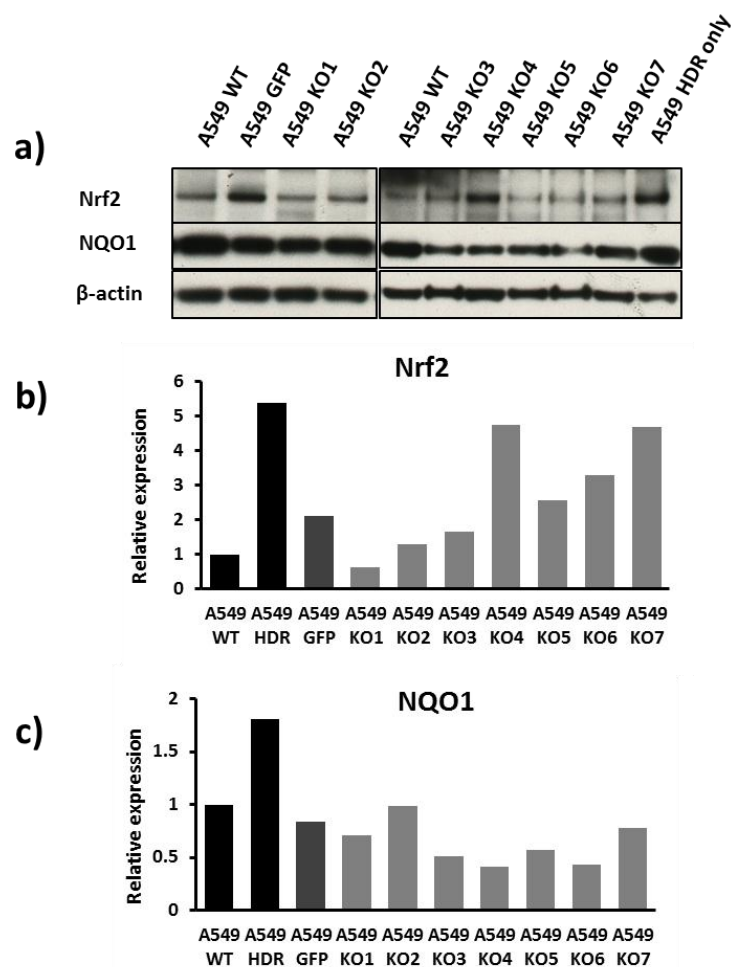 A549 WT
A549 GFP
A549 KO1
A549 KO2
A549 WT
A549 KO3
A549 KO4
A549 KO5
A549 KO6
A549 KO7
A549 HDR only
a)
Nrf2
NQO1
β-actin
b)
Nrf2
Relative expression
6
5
4
3
2
1
0
A549 A549 A549 A549 A549 A549 A549 A549 A549 A549
WT HDR GFP KO1 KO2 KO3 KO4 KO5 KO6 KO7
c)
NQO1
Relative expression
2
1.5
1
0.5
0
A549 A549 A549 A549 A549 A549 A549 A549 A549 A549
WT HDR GFP KO1 KO2 KO3 KO4 KO5 KO6 KO7